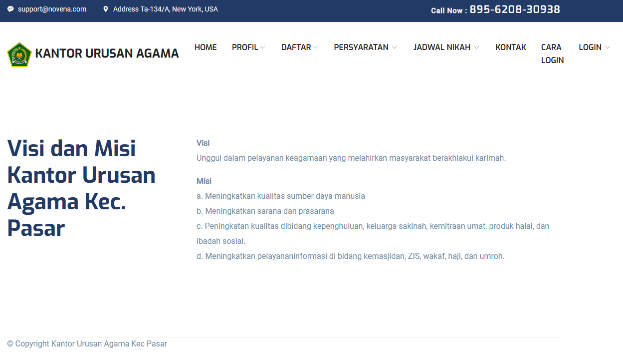 support@novena.com Address Ta-134/A, New York, USA Call Now : 895-6208-30938
KANTOR URUSAN AGAMA HOME PROFIL DAFTAR PERSYARATAN JADWAL NIKAH KONTAK CARA LOGIN LOGIN
Visi dan Misi
Kantor Urusan
Agama Kec.
Pasar
Visi
Unggul dalam pelayanan keagamaan yang melahirkan masyarakat berakhlakul karimah.
Misi
a. Meningkatkan kualitas sumber daya manusia
b. Meningkatkan sarana dan prasarana
c. Peningkatan kualitas dibidang kepenghuluan, keluarga sakinah, kemitraan umat, produk halal, dan
ibadah sosial.
d. Meningkatkan pelayananinformasi di bidang kemasjidan, ZIS, wakaf, haji, dan umroh.
© Copyright Kantor Urusan Agama Kec Pasar